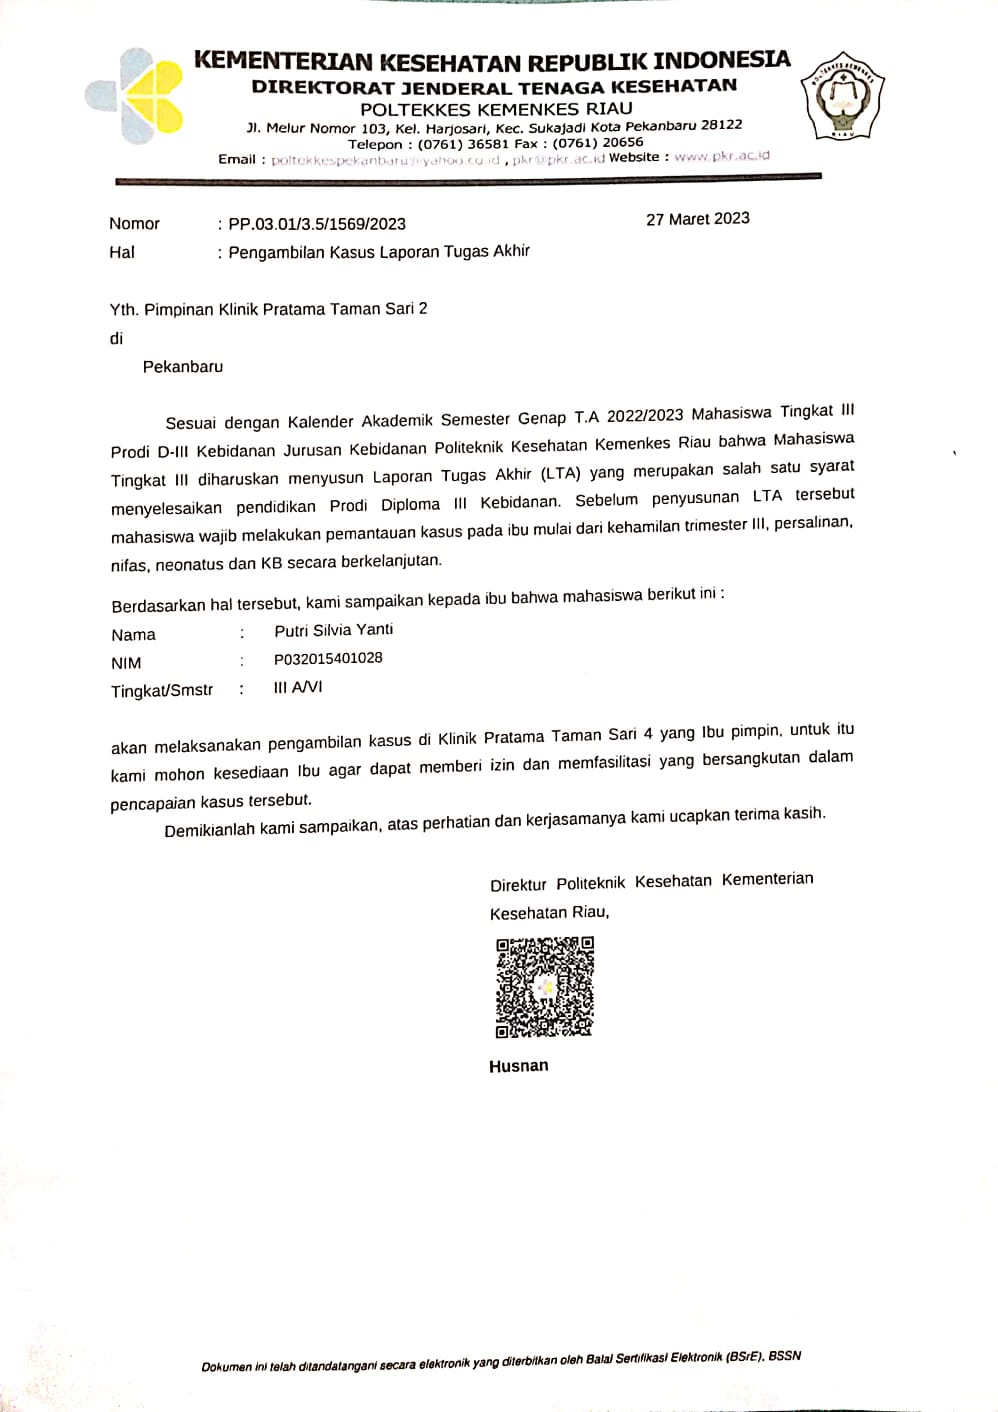 KEMENTERIAN KESEHATAN REPUBLIK INDONESIA
DIREKTORAT JENDERAL TENAGA KESEHATAN
POLTEKKES KEMENKES RIAU
Jl. Melur Nomor 103, Kel. Harjosari, Kec. Sukajadi Kota Pekanbaru 28122
Telepon : (0761) 36581 Fax : (0761) 20656
Email : poltekkespekanbaru@yahoo.co.id , pkr@pkr.ac.id Website : www.pkr.ac.id
POLTEKKES KEMENKES
RIAU
Nomor : PP.03.01/3.5/1569/2023 27 Maret 2023
Hal : Pengambilan Kasus Laporan Tugas Akhir
Yth. Pimpinan Klinik Pratama Taman Sari 2
di
Pekanbaru
Sesuai dengan Kalender Akademik Semester Genap T.A 2022/2023 Mahasiswa Tingkat III
Prodi D-III Kebidanan Jurusan Kebidanan Politeknik Kesehatan Kemenkes Riau bahwa Mahasiswa
Tingkat III diharuskan menyusun Laporan Tugas Akhir (LTA) yang merupakan salah satu syarat
menyelesaikan pendidikan Prodi Diploma III Kebidanan. Sebelum penyusunan LTA tersebut
mahasiswa wajib melakukan pemantauan kasus pada ibu mulai dari kehamilan trimester III, persalinan,
nifas, neonatus dan KB secara berkelanjutan.
Berdasarkan hal tersebut, kami sampaikan kepada ibu bahwa mahasiswa berikut ini :
Nama : Putri Silvia Yanti
NIM : P032015401028
Tingkat/Smstr : III A/VI
akan melaksanakan pengambilan kasus di Klinik Pratama Taman Sari 4 yang Ibu pimpin, untuk itu
kami mohon kesediaan Ibu agar dapat memberi izin dan memfasilitasi yang bersangkutan dalam
pencapaian kasus tersebut.
Demikianlah kami sampaikan, atas perhatian dan kerjasamanya kami ucapkan terima kasih.
Direktur Politeknik Kesehatan Kementerian
Kesehatan Riau,
Husnan
Dokumen ini telah ditandatangani secara elektronik yang diterbitkan oleh Balai Sertifikasi Elektronik (BSrE), BSSN